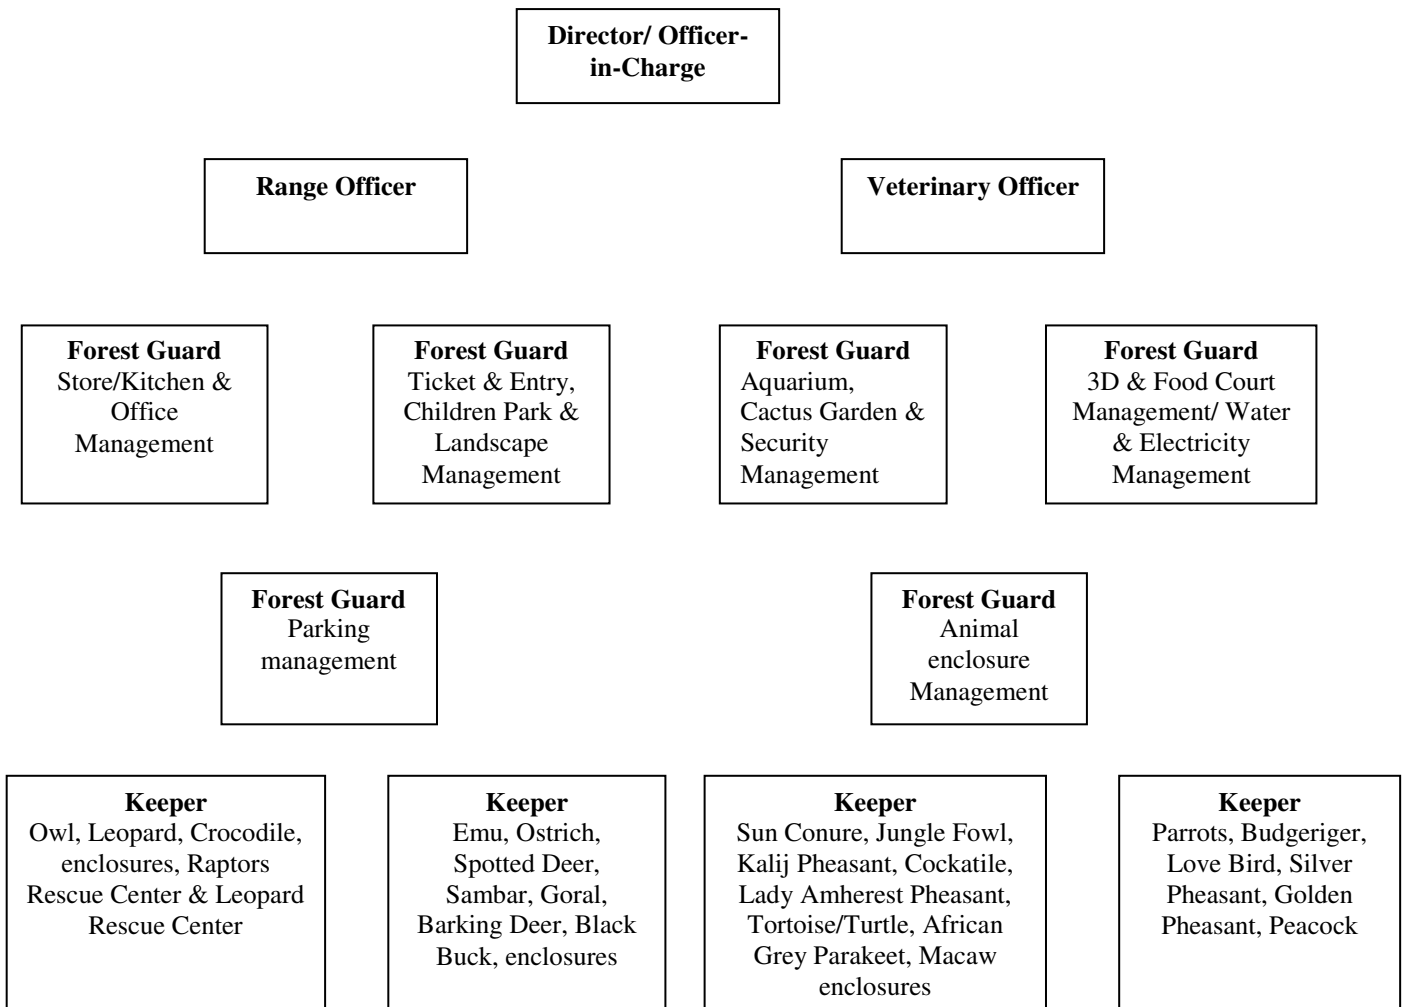 Director/ Officer-
in-Charge
Range Officer
Veterinary Officer
Forest Guard
Store/Kitchen &
Office
Management
Forest Guard
Ticket & Entry,
Children Park &
Landscape
Management
Forest Guard
Aquarium,
Cactus Garden &
Security
Management
Forest Guard
3D & Food Court
Management/ Water
& Electricity
Management
Forest Guard
Parking
management
Forest Guard
Animal
enclosure
Management
Keeper
Owl, Leopard, Crocodile,
enclosures, Raptors
Rescue Center & Leopard
Rescue Center
Keeper
Emu, Ostrich,
Spotted Deer,
Sambar, Goral,
Barking Deer, Black
Buck, enclosures
Keeper
Sun Conure, Jungle Fowl,
Kalij Pheasant, Cockatile,
Lady Amherest Pheasant,
Tortoise/Turtle, African
Grey Parakeet, Macaw
enclosures
Keeper
Parrots, Budgeriger,
Love Bird, Silver
Pheasant, Golden
Pheasant, Peacock